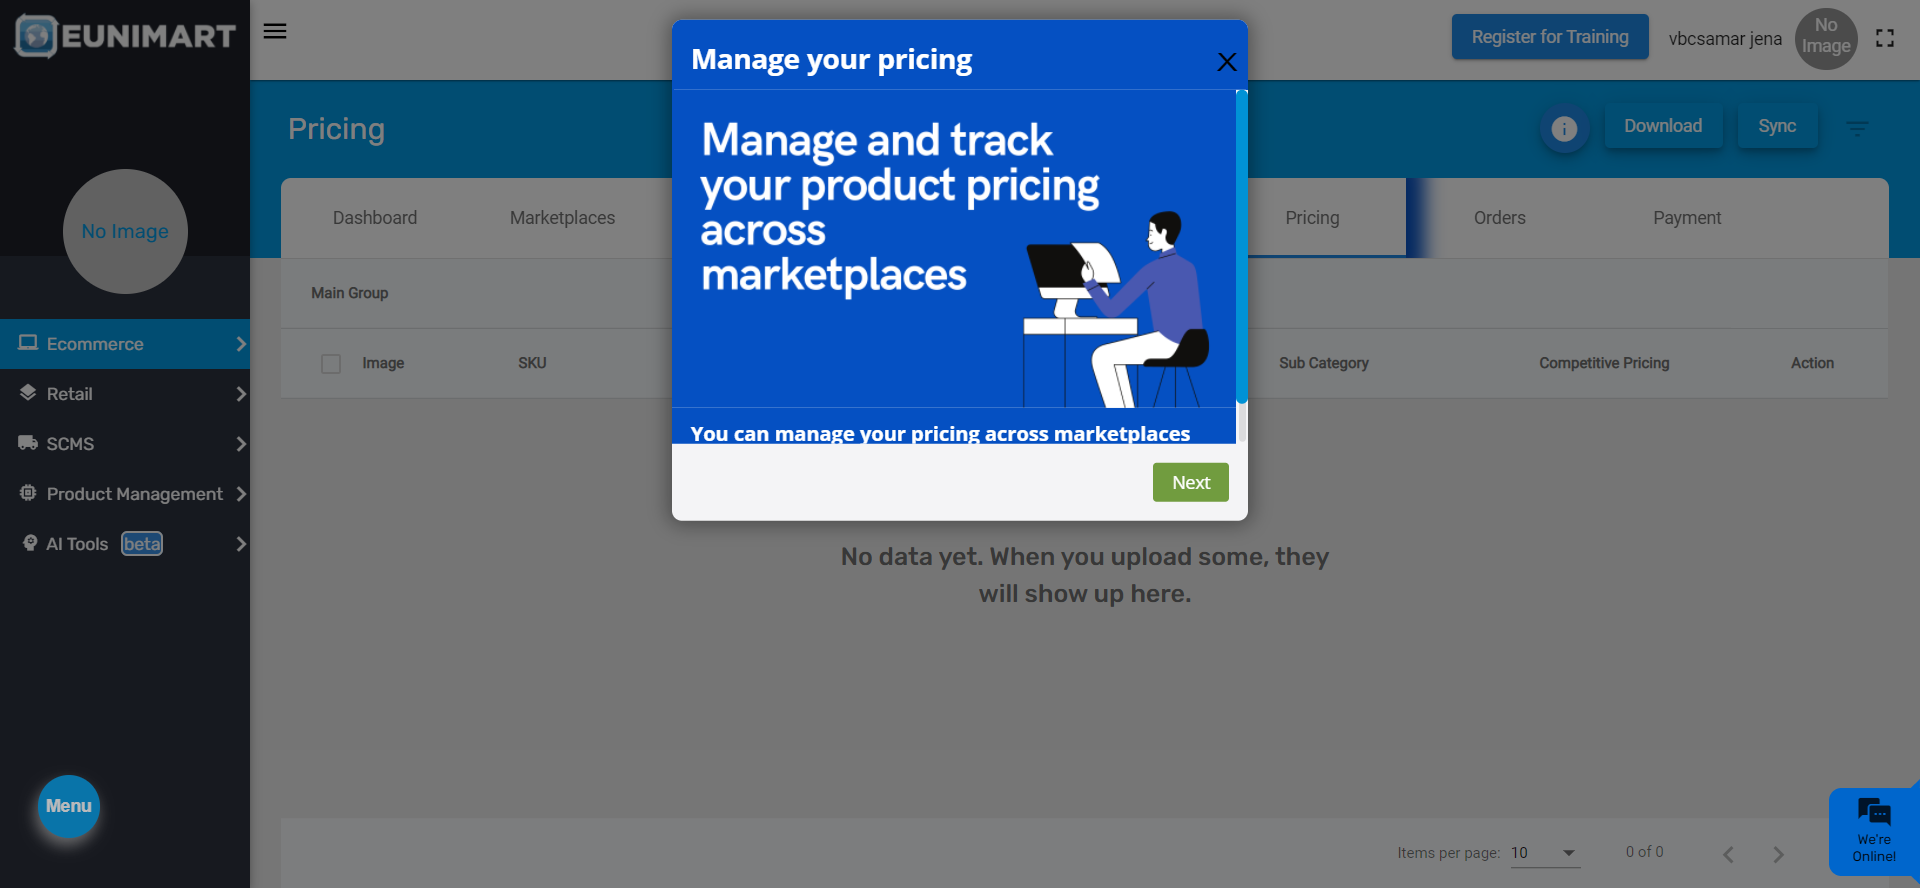 EUNIMART
Register for Training
vbcsamar jena
No
Image
Manage your pricing
Pricing
Download
Sync
Manage and track
your product pricing
across
marketplaces
No Image
Dashboard
Marketplaces
Pricing
Orders
Payment
Main Group
Image
SKU
Sub Category
Competitive Pricing
Action
Ecommerce
Retail
SCMS
Product Management
AI Tools beta
You can manage your pricing across marketplaces
Next
No data yet. When you upload some, they
will show up here.
Menu
We're
Online!
Items per page: 10
0 of 0